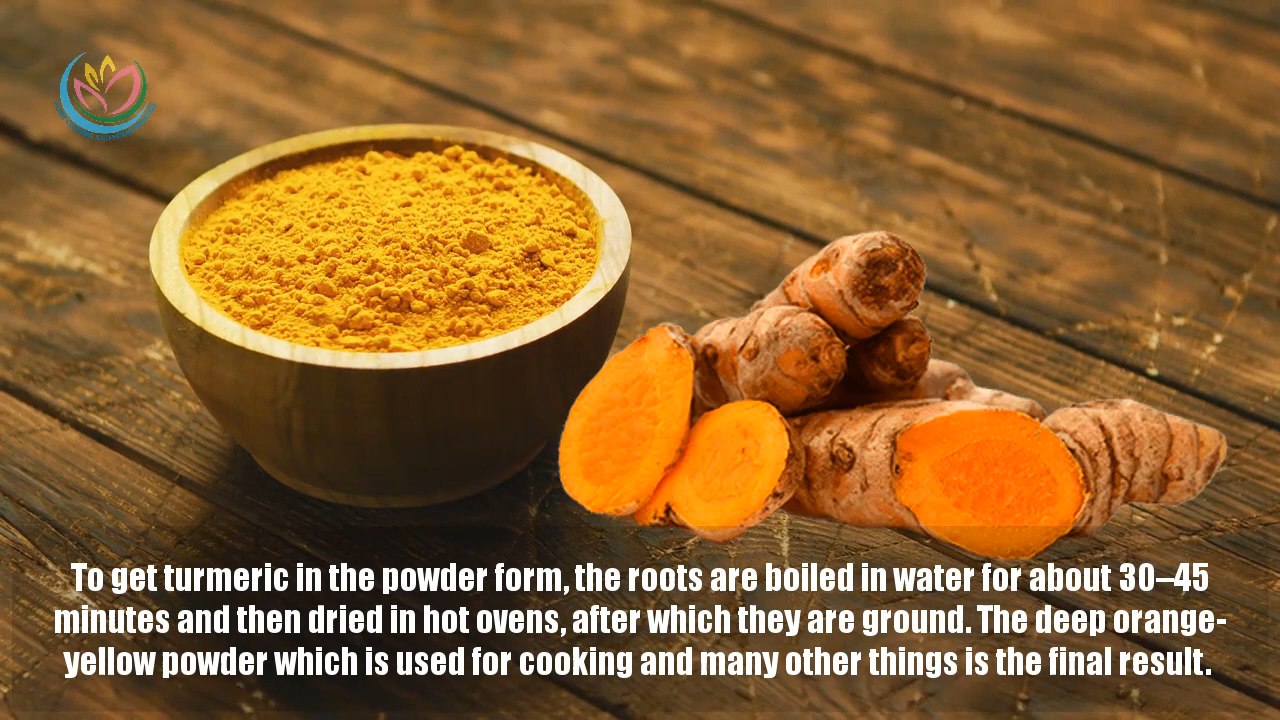 To get turmeric in the powder form, the roots are boiled in water for about 30–45
minutes and then dried in hot ovens, after which they are ground. The deep orange-
yellow powder which is used for cooking and many other things is the final result.